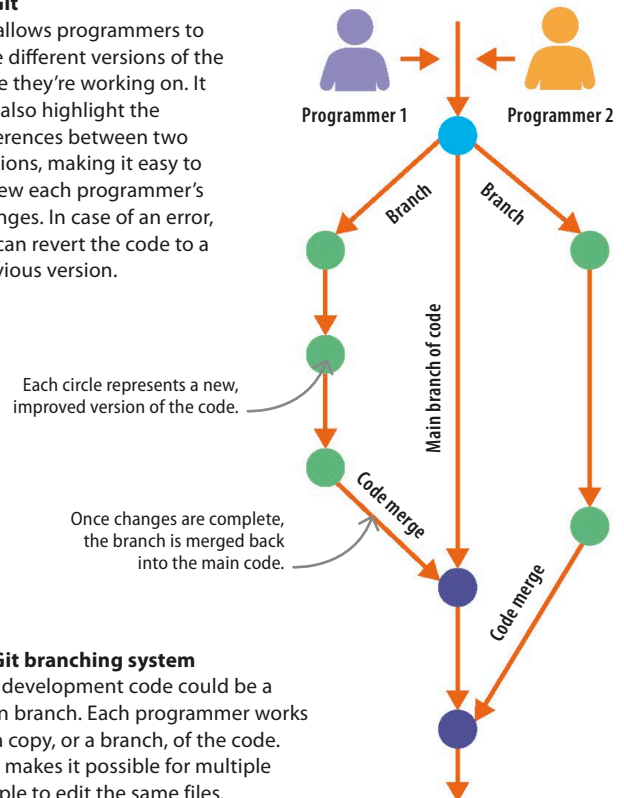 Git
allows programmers to
e different versions of the
e they're working on. It
also highlight the
erences between two
sions, making it easy to
ew each programmer's
nges. In case of an error,
can revert the code to a
vious version.
Programmer 1
Programmer 2
Branch
Branch
Main branch of code
Each circle represents a new,
improved version of the code.
Code merge
Once changes are complete,
the branch is merged back
into the main code.
Code merge
Git branching system
development code could be a
n branch. Each programmer works
a copy, or a branch, of the code.
makes it possible for multiple
ple to edit the same files.